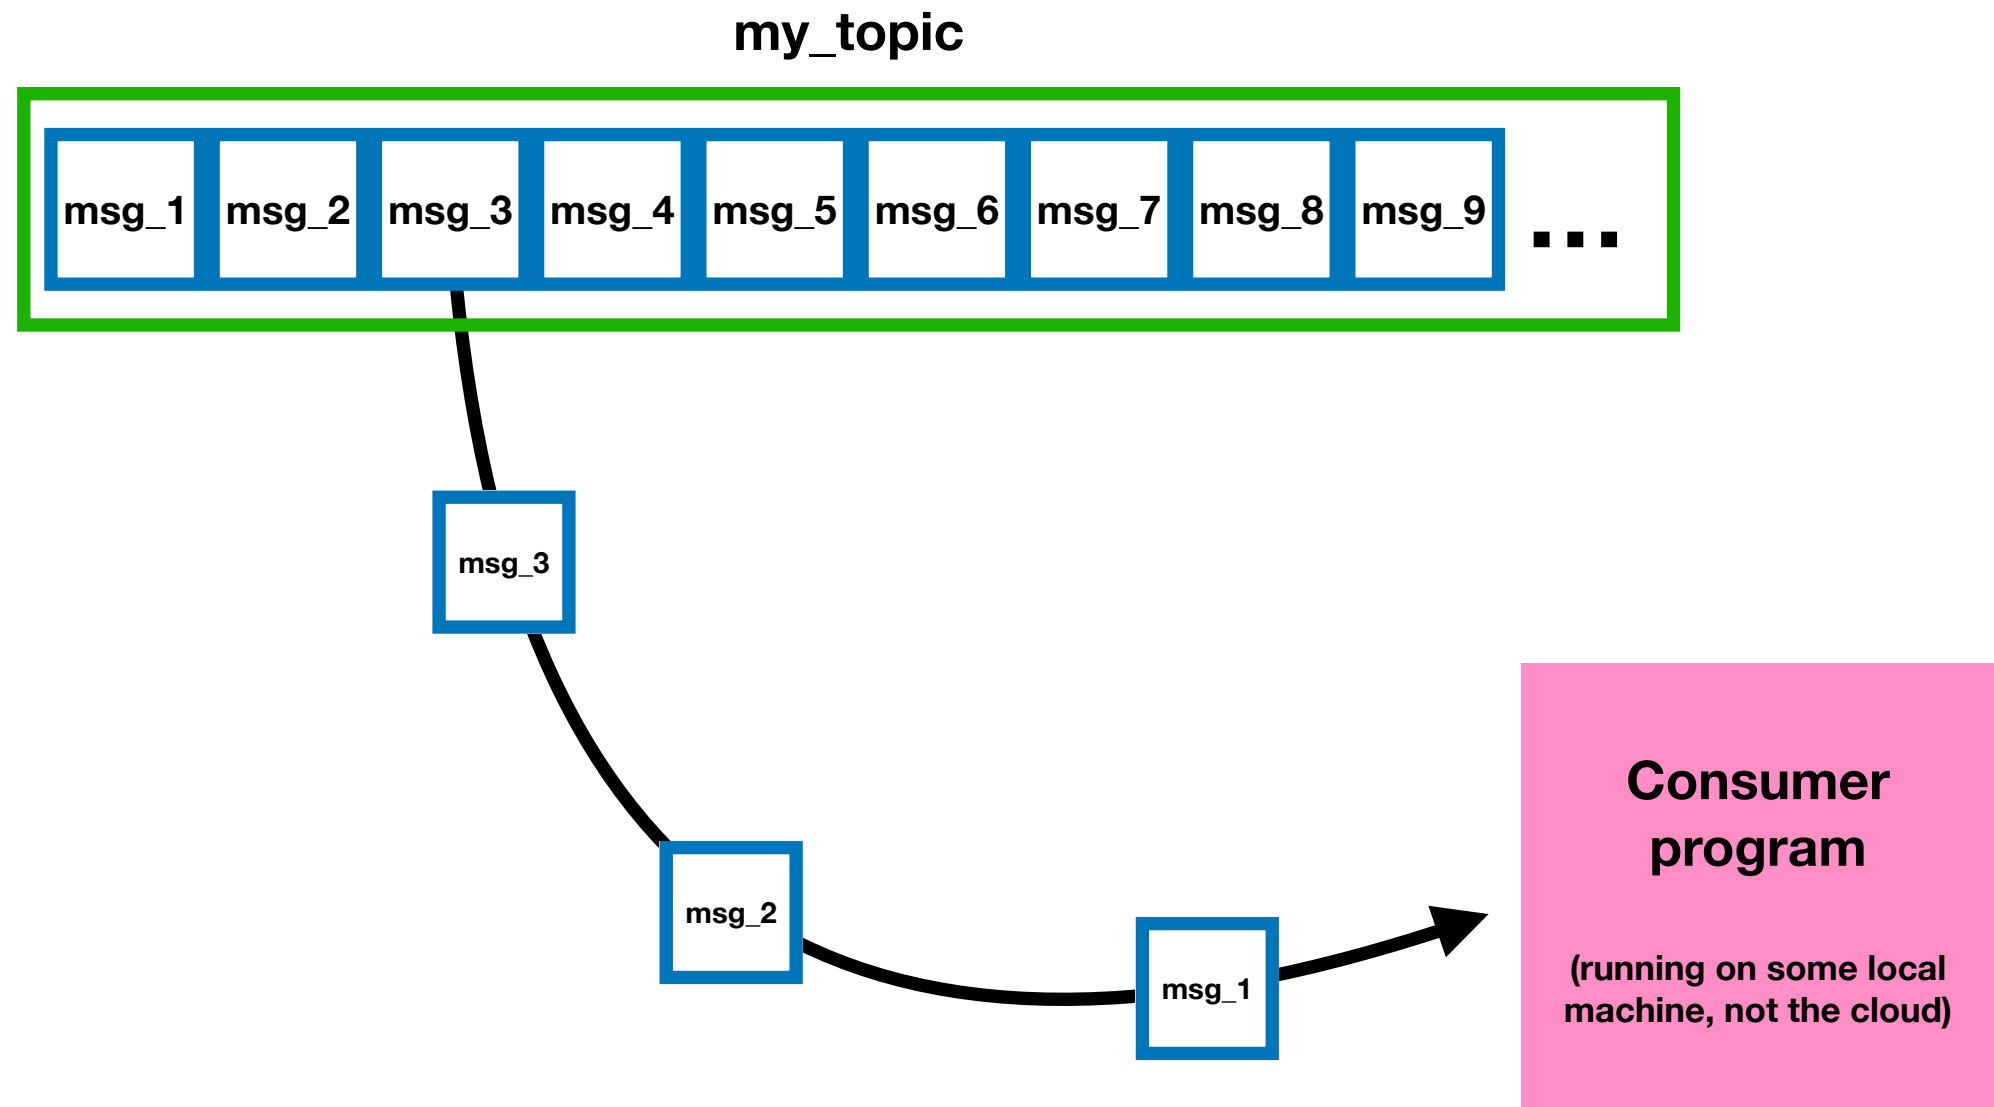 my_topic
msg_1 msg_2 msg_3 msg_4 msg_5 msg_6 msg_7 msg_8 msg_9 ...
msg_3
msg_2
msg_1
Consumer
program
(running on some local
machine, not the cloud)